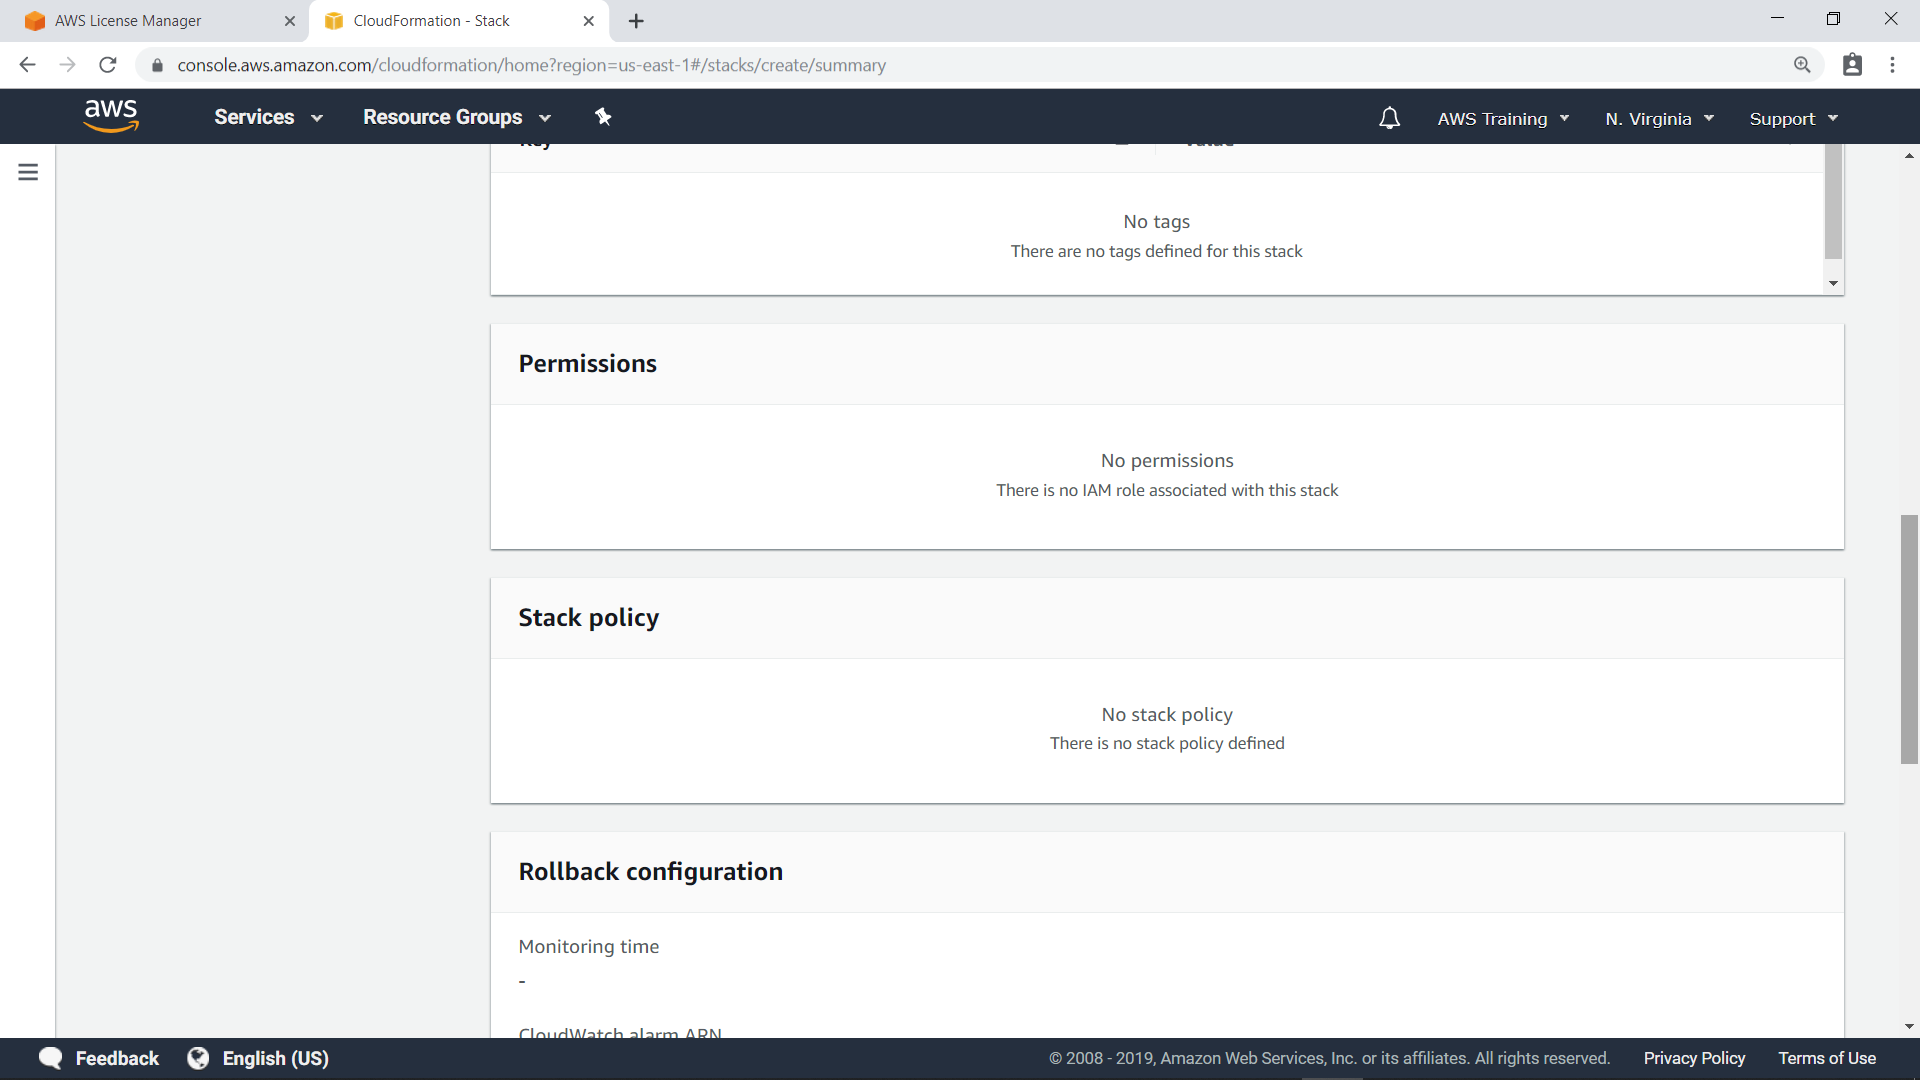 AWS License Manager
CloudFormation - Stack
console.aws.amazon.com/cloudformation/home?region=us-east-1#/stacks/create/summary
aws
Services
Resource Groups
AWS Training
N. Virginia
Support
Key
Value
No tags
There are no tags defined for this stack
Permissions
No permissions
There is no IAM role associated with this stack
Stack policy
No stack policy
There is no stack policy defined
Rollback configuration
Monitoring time
-
CloudWatch alarm ARN
Feedback
English (US)
© 2008 - 2019, Amazon Web Services, Inc. or its affiliates. All rights reserved.
Privacy Policy
Terms of Use